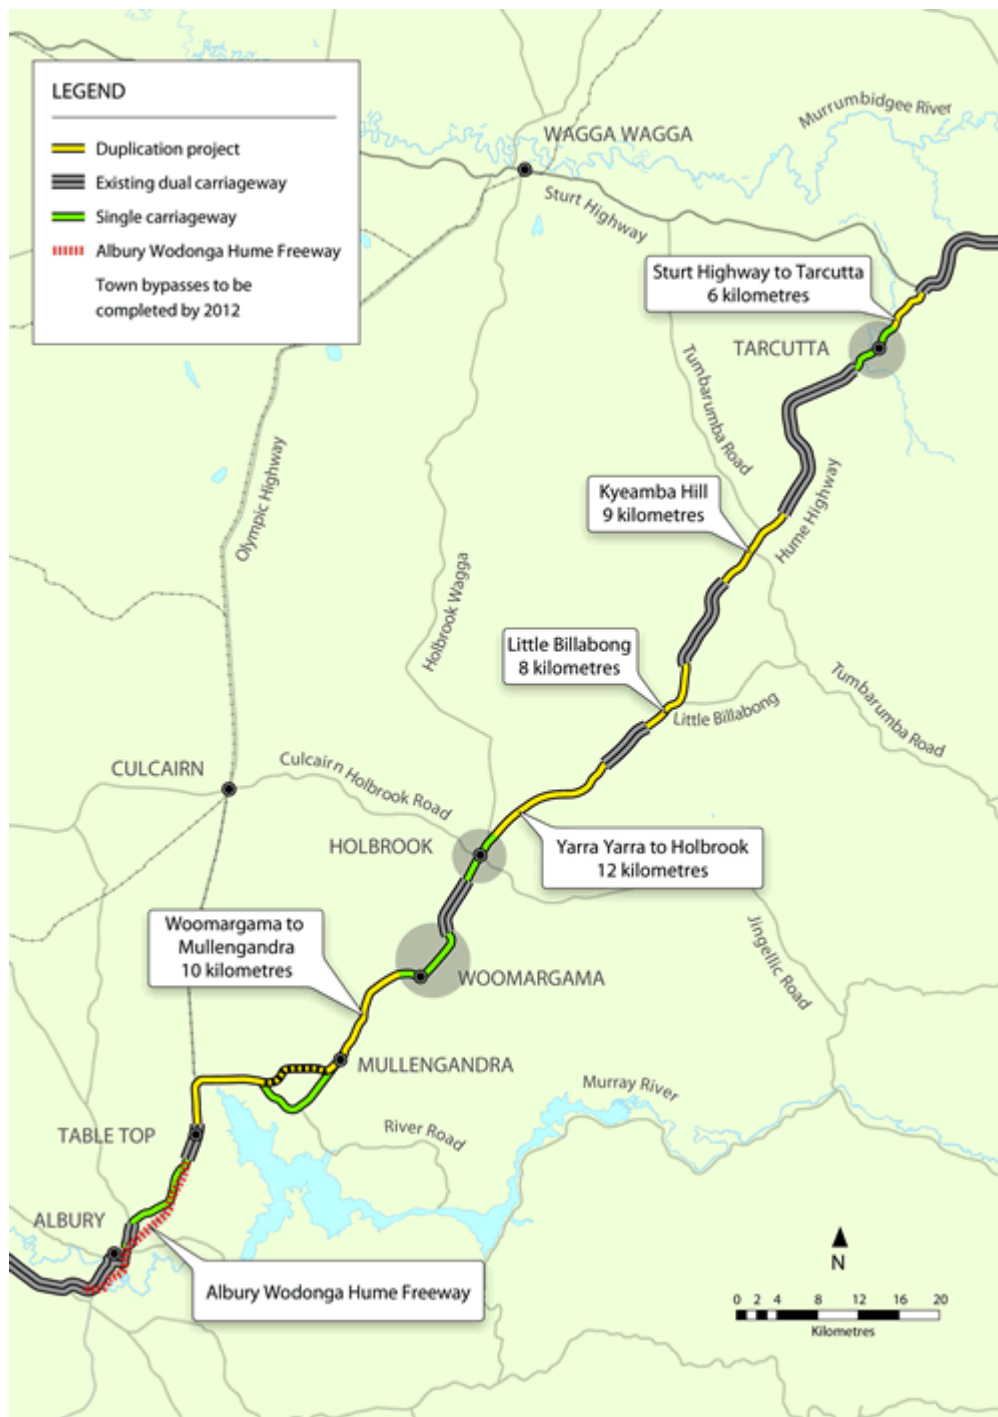 LEGEND
Duplication project
Existing dual carriageway
Single carriageway
Albury Wodonga Hume Freeway
Town bypasses to be
completed by 2012
Murrumbidgee River
WAGGA WAGGA
Sturt Highway
Sturt Highway to Tarcutta
6 kilometres
TARCUTTA
Tumbarumba Road
Olympic Highway
Kyeamba Hill
9 kilometres
Hume Highway
Holbrook Wagga
Little Billabong
8 kilometres
Little Billabong
Tumbarumba Road
CULCAIRN
Culcairn Holbrook Road
HOLBROOK
Yarra Yarra to Holbrook
12 kilometres
Woomargama to
Mullengandra
10 kilometres
Jingellic Road
WOOMARGAMA
MULLENGANDRA
Murray River
River Road
TABLE TOP
ALBURY
Albury Wodonga Hume Freeway
N
0 2 4 8 12 16 20
Kilometres